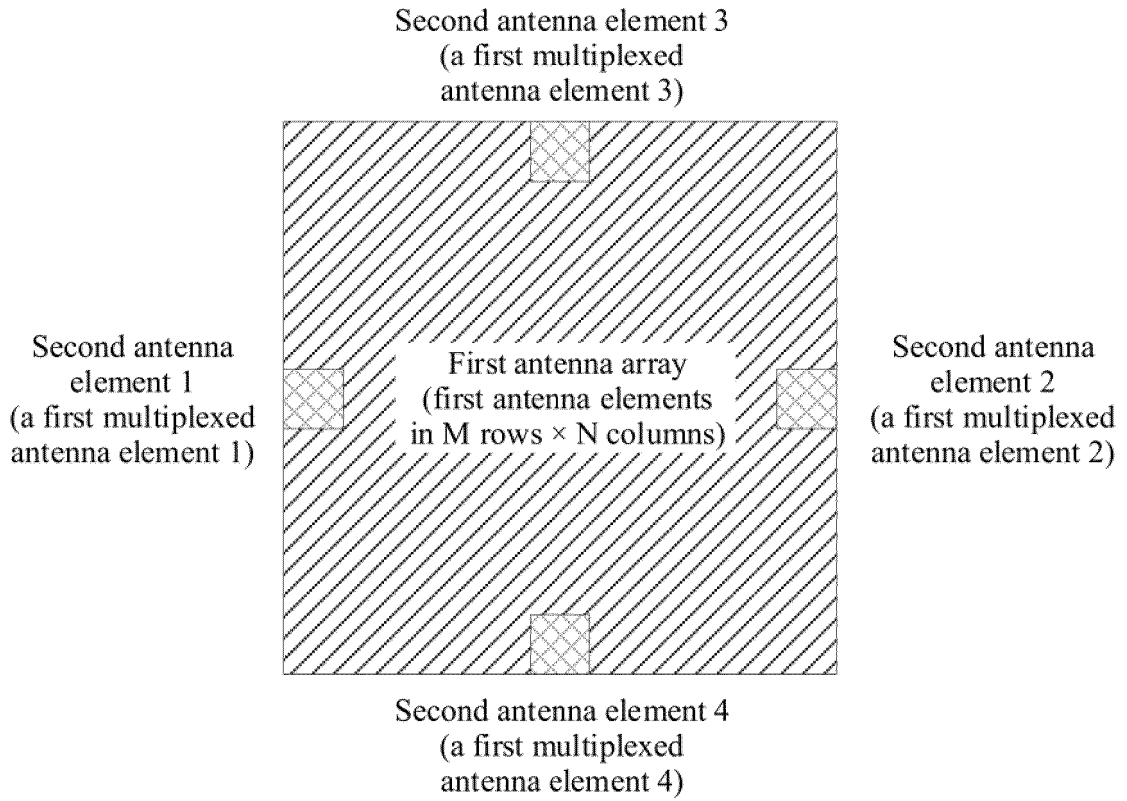 Second antenna element 3
(a first multiplexed
antenna element 3)
Second antenna
element 1
(a first multiplexed
antenna element 1)
First antenna array
(first antenna elements
in M rows × N columns)
Second antenna
element 2
(a first multiplexed
antenna element 2)
Second antenna element 4
(a first multiplexed
antenna element 4)